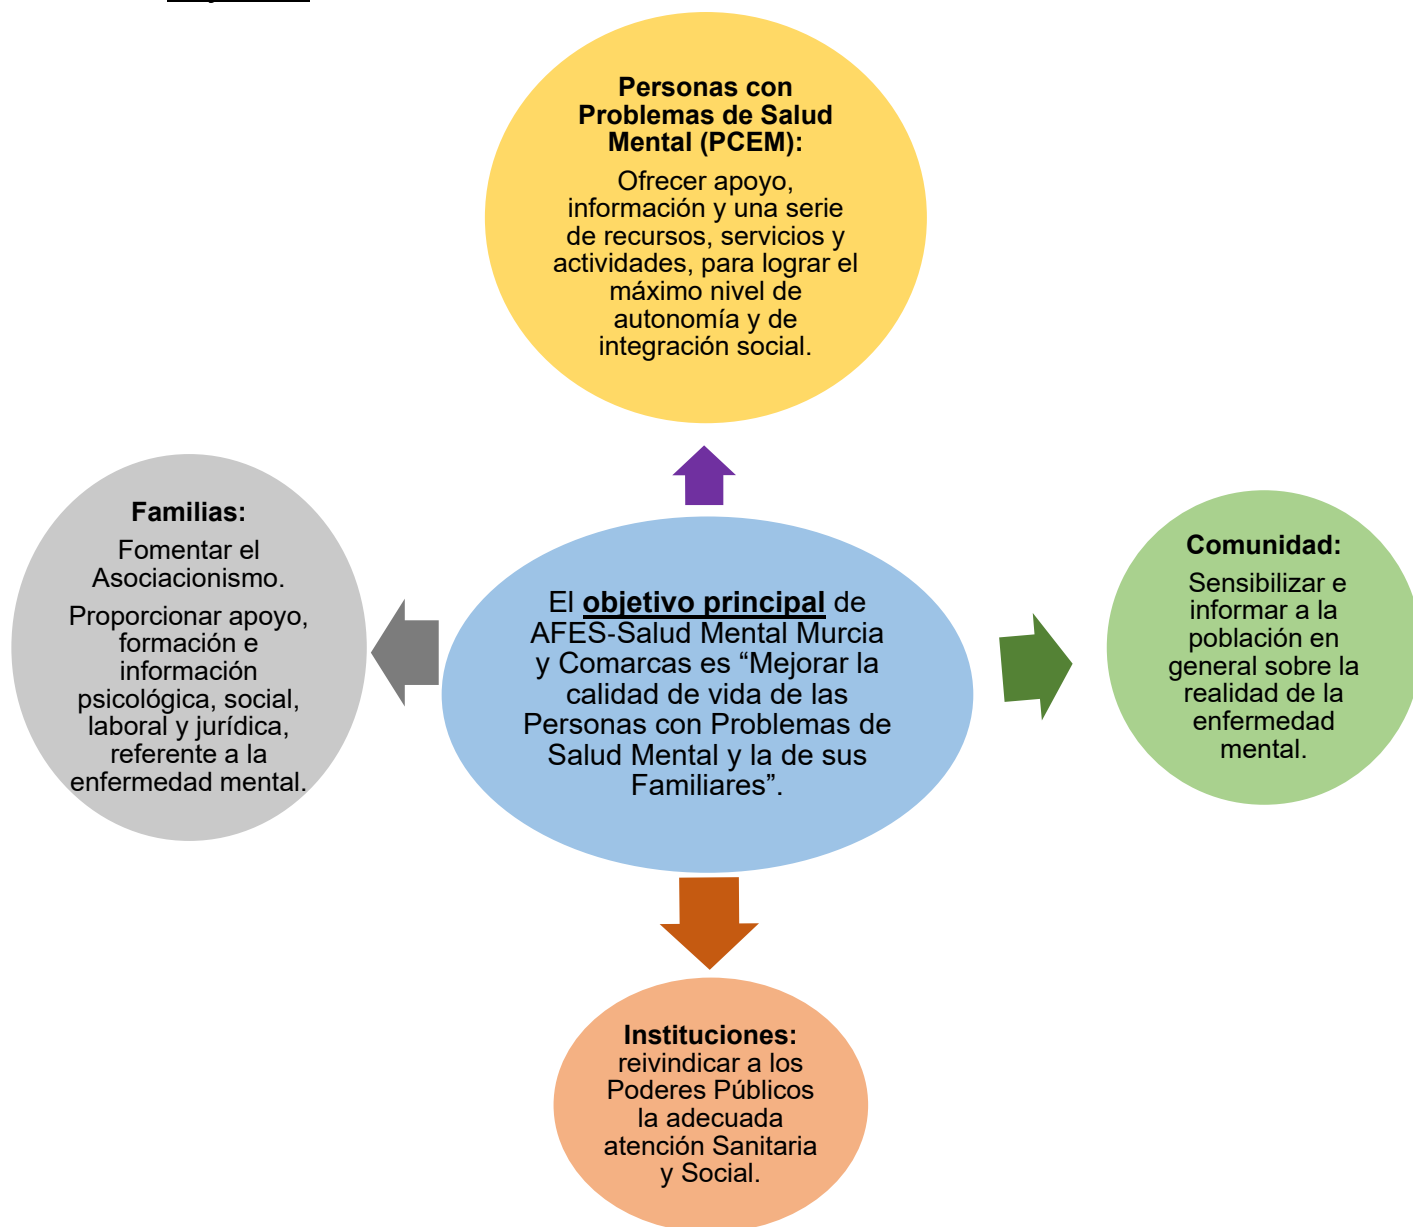 Personas con
Problemas de Salud
Mental (PCEM):
Ofrecer apoyo,
información y una serie
de recursos, servicios y
actividades, para lograr el
máximo nivel de
autonomía y de
integración social.
Familias:
Fomentar el
Asociacionismo.
Proporcionar apoyo,
formación e
información
psicológica, social,
laboral y jurídica,
referente a la
enfermedad mental.
El objetivo principal de
AFES-Salud Mental Murcia
y Comarcas es “Mejorar la
calidad de vida de las
Personas con Problemas de
Salud Mental y la de sus
Familiares”.
Comunidad:
Sensibilizar e
informar a la
población en
general sobre la
realidad de la
enfermedad
mental.
Instituciones:
reivindicar a los
Poderes Públicos
la adecuada
atención Sanitaria
y Social.